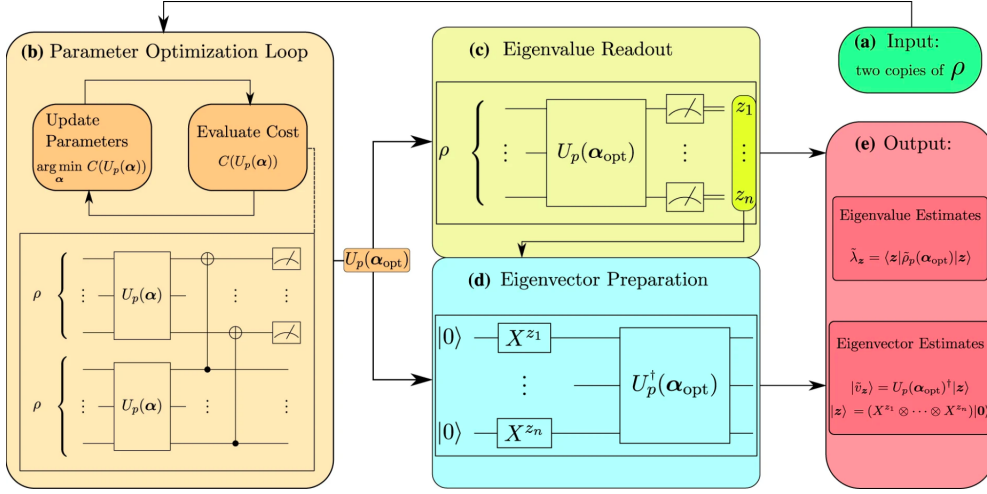 (a) Input:
two copies of ρ
(b) Parameter Optimization Loop
Update
Parameters
arg min C(U_p(α))
α
Evaluate Cost
C(U_p(α))
ρ { ⋮ U_p(α) ⋮ ⋮
ρ { ⋮ U_p(α) ⋮ ⋮
U_p(α_opt)
(c) Eigenvalue Readout
z_1
ρ { ⋮ U_p(α_opt) ⋮ ⋮
z_n
(d) Eigenvector Preparation
|0⟩ X^{z_1}
⋮ U_p^†(α_opt) ⋮
|0⟩ X^{z_n}
(e) Output:
Eigenvalue Estimates
λ̃_z = ⟨z|ρ̃_p(α_opt)|z⟩
Eigenvector Estimates
|ṽ_z⟩ = U_p(α_opt)^†|z⟩
|z⟩ = (X^{z_1} ⊗ ⋯ ⊗ X^{z_n})|0⟩